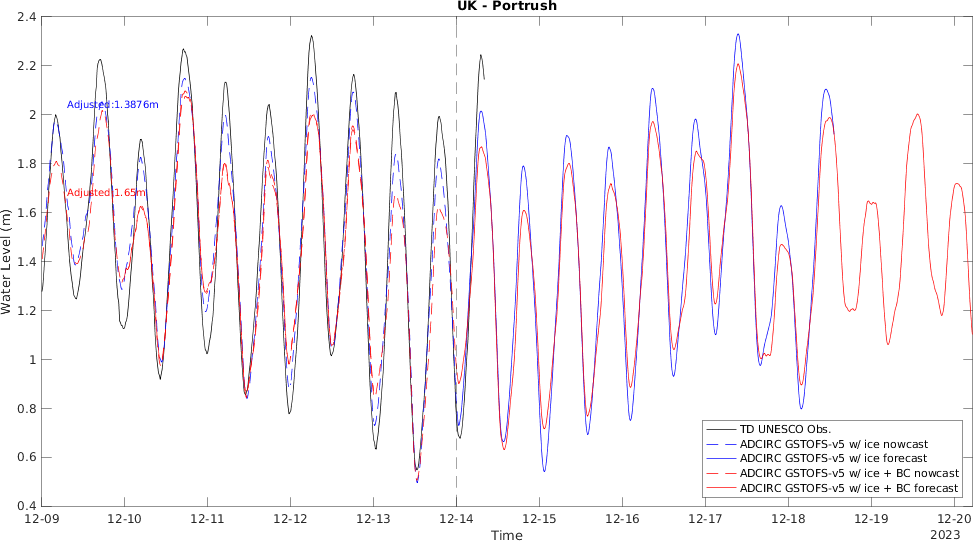 UK - Portrush
2.4
2.2
2
1.8
1.6
1.4
1.2
1
0.8
0.6
0.4
Water Level (m)
Adjusted:1.3876m
Adjusted:1.65m
TD UNESCO Obs.
ADCIRC GSTOFS-v5 w/ ice nowcast
ADCIRC GSTOFS-v5 w/ ice forecast
ADCIRC GSTOFS-v5 w/ ice + BC nowcast
ADCIRC GSTOFS-v5 w/ ice + BC forecast
12-09 12-10 12-11 12-12 12-13 12-14 12-15 12-16 12-17 12-18 12-19 12-20
2023
Time